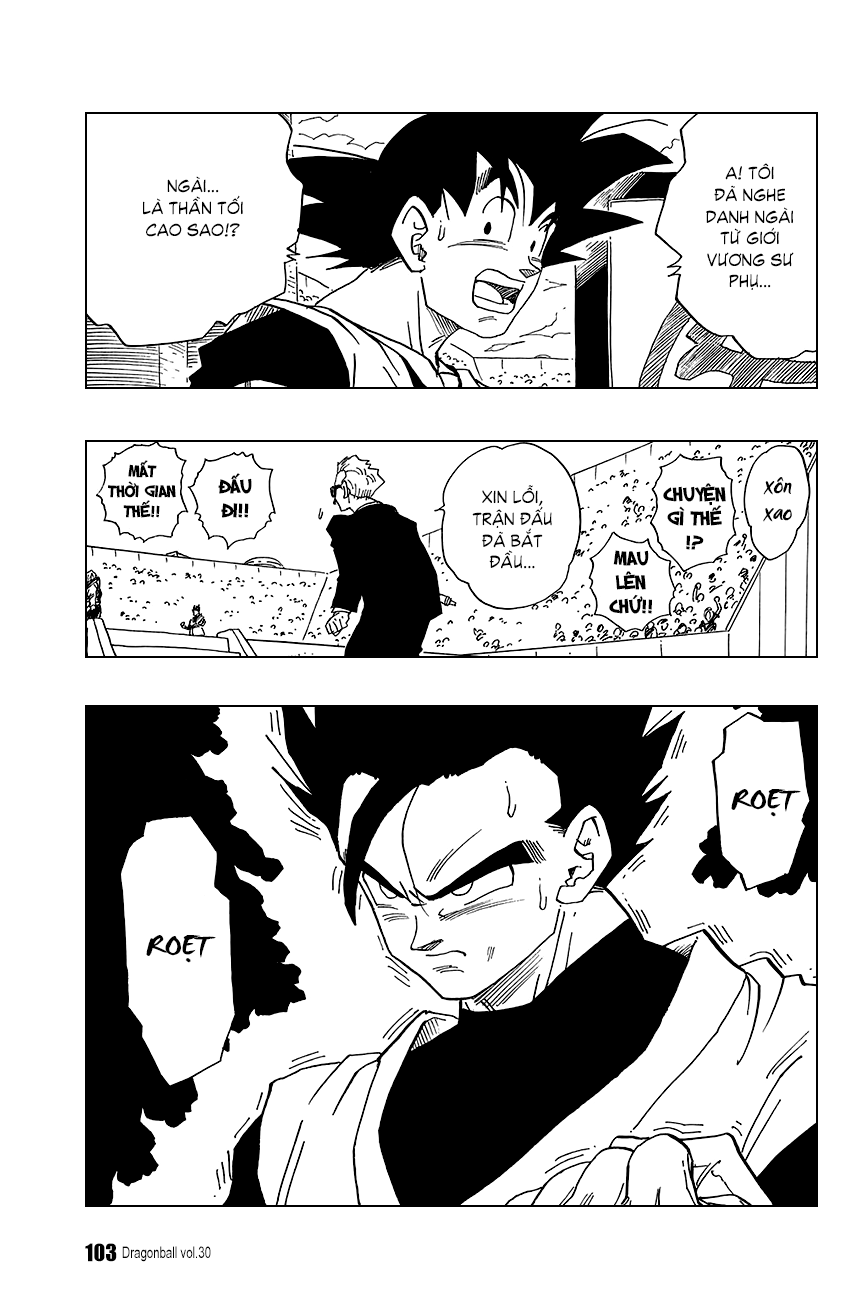 A! TÔI
ĐÃ NGHE
DANH NGÀI
TỪ GIỚI
VƯƠNG SƯ
PHỤ...
NGÀI...
LÀ THẦN TỐI
CAO SAO!?
XÔN
XAO
CHUYỆN
GÌ THẾ
!?
MAU
LÊN
CHỨ!!
XIN LỖI,
TRẬN ĐẤU
ĐÃ BẮT
ĐẦU...
ĐẤU
ĐI!!
MẤT
THỜI GIAN
THẾ!!
ROẸT
ROẸT
103 Dragonball vol.30